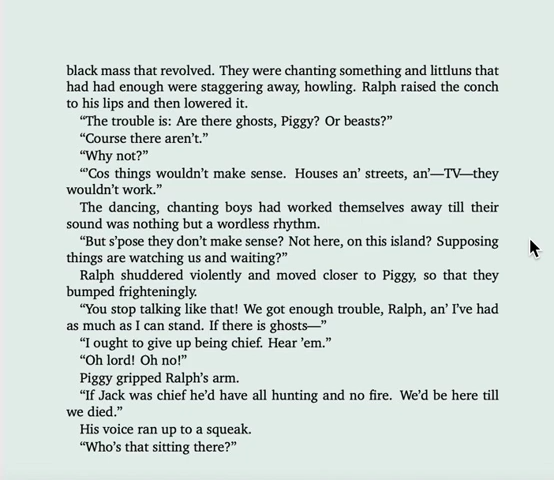 black mass that revolved. They were chanting something and littluns that
had had enough were staggering away, howling. Ralph raised the conch
to his lips and then lowered it.
“The trouble is: Are there ghosts, Piggy? Or beasts?”
“Course there aren’t.”
“Why not?”
“’Cos things wouldn’t make sense. Houses an’ streets, an’—TV—they
wouldn’t work.”
The dancing, chanting boys had worked themselves away till their
sound was nothing but a wordless rhythm.
“But s’pose they don’t make sense? Not here, on this island? Supposing
things are watching us and waiting?”
Ralph shuddered violently and moved closer to Piggy, so that they
bumped frighteningly.
“You stop talking like that! We got enough trouble, Ralph, an’ I’ve had
as much as I can stand. If there is ghosts—”
“I ought to give up being chief. Hear ’em.”
“Oh lord! Oh no!”
Piggy gripped Ralph’s arm.
“If Jack was chief he’d have all hunting and no fire. We’d be here till
we died.”
His voice ran up to a squeak.
“Who’s that sitting there?”